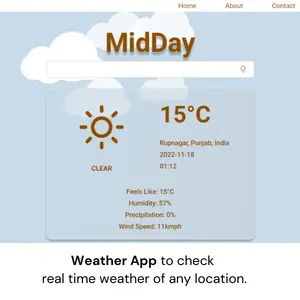 Home About Contact
MidDay
15°C
Rupnagar, Punjab, India
2022-11-18
01:12
CLEAR
Feels Like: 15°C
Humidity: 57%
Precipitation: 0%
Wind Speed: 11kmph
Weather App to check
real time weather of any location.